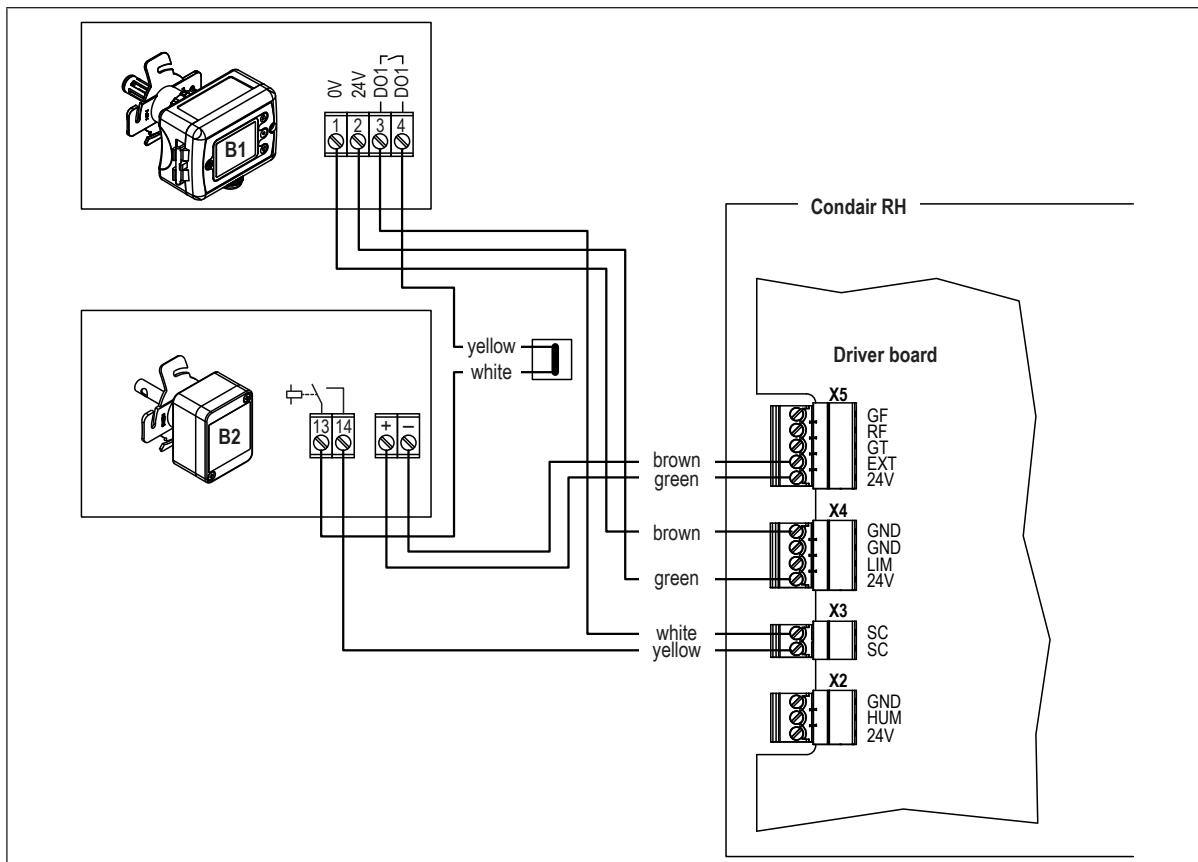 0V
24V
DO1
DO1
1 2 3 4
B1
Condair RH
yellow
white
Driver board
B2
13 14 + –
X5
GF
RF
GT
brown EXT
green 24V
X4
brown GND
GND
LIM
green 24V
X3
white SC
yellow SC
X2
GND
HUM
24V